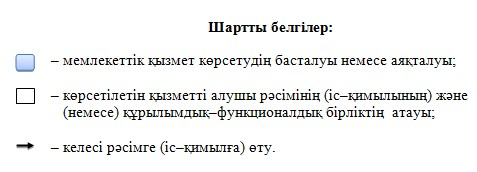 Шартты белгілер:
– мемлекеттік қызмет көрсетудің басталуы немесе аяқталуы;
– көрсетілетін қызметті алушы рәсімінің (іс–қимылының) және
(немесе) құрылымдық–функционалдық бірліктің атауы;
– келесі рәсімге (іс–қимылға) өту.